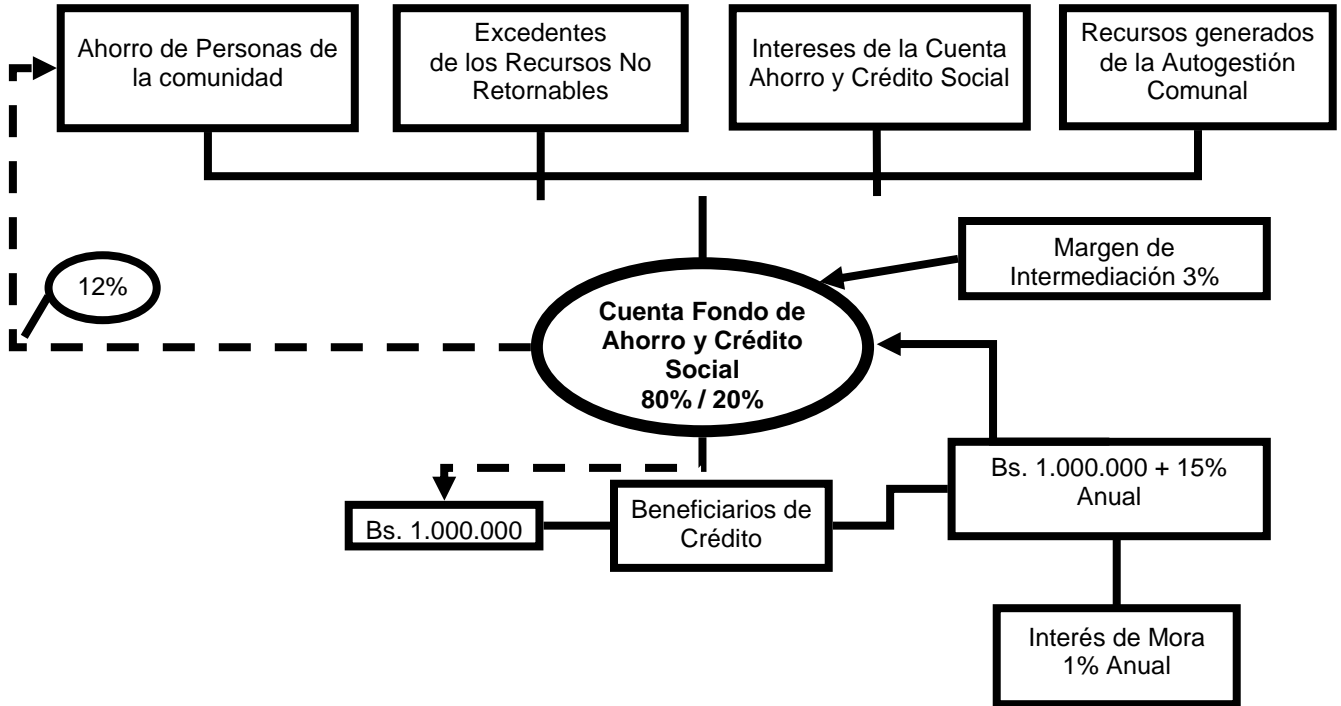 Ahorro de Personas de
la comunidad
Excedentes
de los Recursos No
Retornables
Intereses de la Cuenta
Ahorro y Crédito Social
Recursos generados
de la Autogestión
Comunal
Margen de
Intermediación 3%
12%
Cuenta Fondo de
Ahorro y Crédito
Social
80% / 20%
Bs. 1.000.000
Beneficiarios de
Crédito
Bs. 1.000.000 + 15%
Anual
Interés de Mora
1% Anual